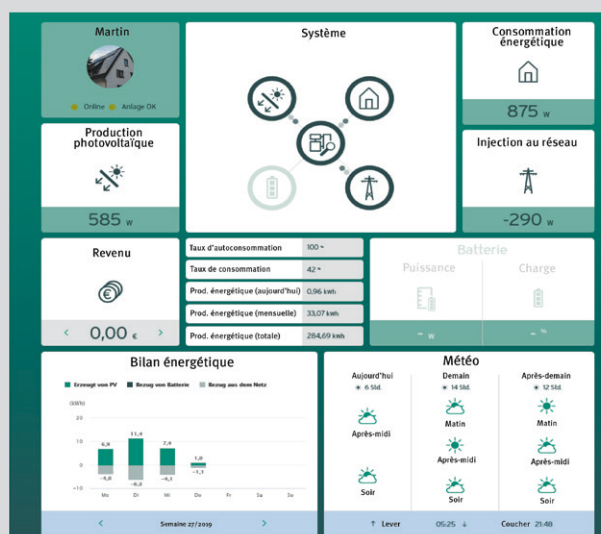 Martin
Online Anlage OK
Production
photovoltaïque
585 W
Système
Consommation
énergétique
875 W
Injection au réseau
-290 W
Revenu
< 0,00 € >
Taux d'autoconsommation 100 %
Taux de consommation 42 %
Prod. énergétique (aujourd'hui) 0,96 kWh
Prod. énergétique (mensuelle) 33,07 kWh
Prod. énergétique (totale) 284,69 kWh
Batterie
Puissance Charge
- W - %
Bilan énergétique
Erzeugt von PV Bezug von Batterie Bezug aus dem Netz
(kWh)
20
10
0
+10
6,9 11,4 7,4 1,0
-4,0 -6,3 -4,3 -1,1
Mo Di Mi Do Fr Sa So
< Semaine 27/2019 >
Météo
Aujourd'hui Demain Après-demain
6 Std. 14 Std. 12 Std.
Matin Matin
Après-midi Après-midi Après-midi
Soir Soir Soir
↑ Lever 05:25 ↓ Coucher 21:48